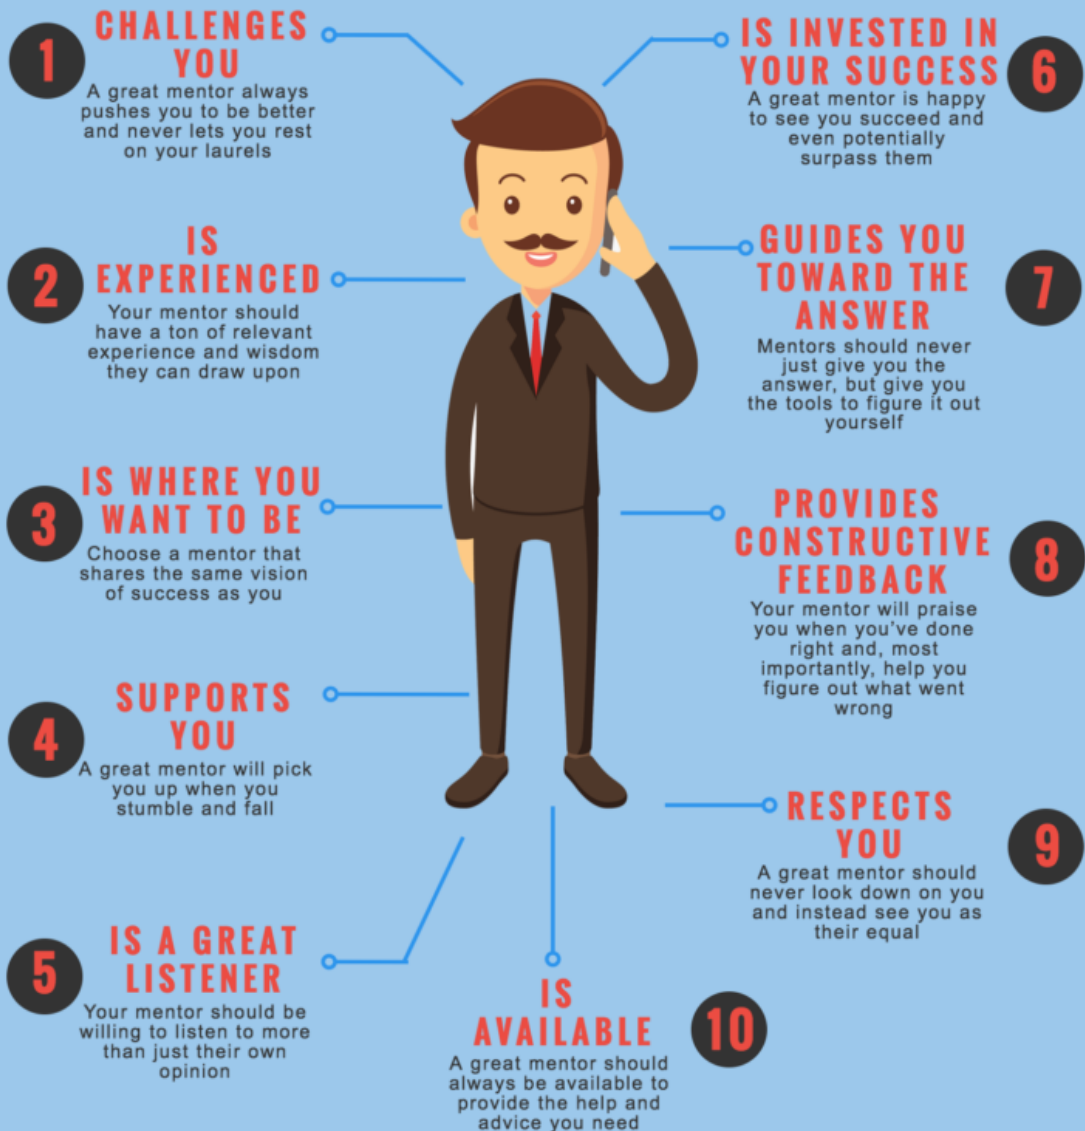 1
CHALLENGES
YOU
A great mentor always
pushes you to be better
and never lets you rest
on your laurels
2
IS
EXPERIENCED
Your mentor should
have a ton of relevant
experience and wisdom
they can draw upon
3
IS WHERE YOU
WANT TO BE
Choose a mentor that
shares the same vision
of success as you
4
SUPPORTS
YOU
A great mentor will pick
you up when you
stumble and fall
5
IS A GREAT
LISTENER
Your mentor should be
willing to listen to more
than just their own
opinion
IS INVESTED IN
YOUR SUCCESS
6
A great mentor is happy
to see you succeed and
even potentially
surpass them
GUIDES YOU
TOWARD THE
ANSWER
7
Mentors should never
just give you the
answer, but give you
the tools to figure it out
yourself
PROVIDES
CONSTRUCTIVE
FEEDBACK
8
Your mentor will praise
you when you've done
right and, most
importantly, help you
figure out what went
wrong
RESPECTS
YOU
9
A great mentor should
never look down on you
and instead see you as
their equal
IS
AVAILABLE
10
A great mentor should
always be available to
provide the help and
advice you need